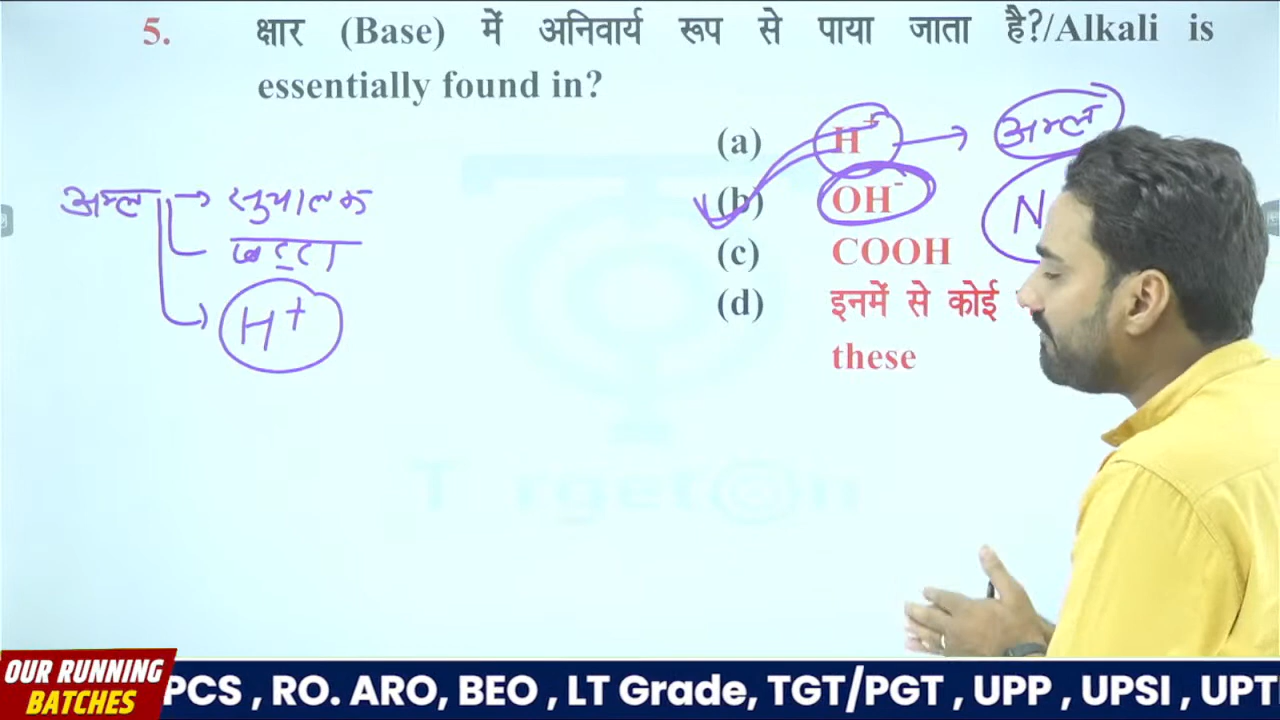 5. क्षार (Base) में अनिवार्य रूप से पाया जाता है?/Alkali is
essentially found in?
(a) H⁺ → अम्ल
(b) OH⁻ N
(c) COOH
(d) इनमें से कोई
these
अम्ल → सुचालक
खट्टा
H⁺
OUR RUNNING
BATCHES
PCS , RO. ARO, BEO , LT Grade, TGT/PGT , UPP , UPSI , UPT